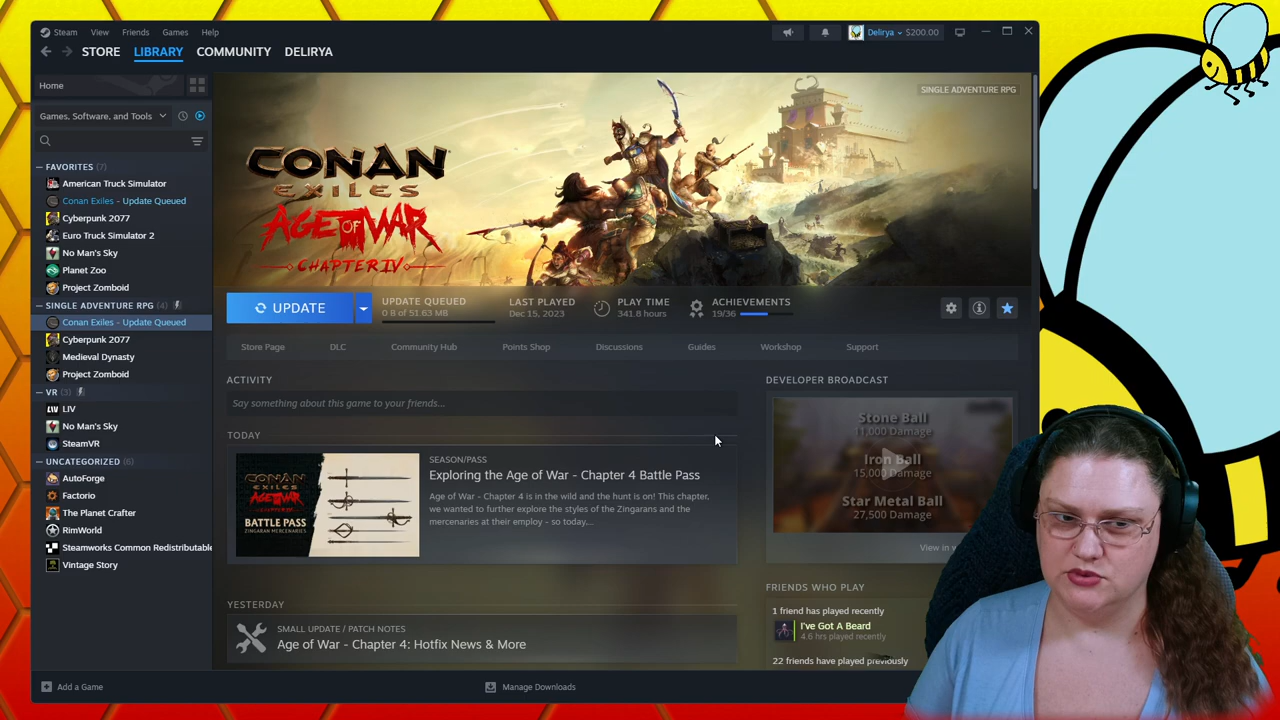 Steam View Friends Games Help
Delirya $200.00
STORE LIBRARY COMMUNITY DELIRYA
Home
SINGLE ADVENTURE RPG
Games, Software, and Tools
FAVORITES (7)
American Truck Simulator
Conan Exiles - Update Queued
Cyberpunk 2077
Euro Truck Simulator 2
No Man's Sky
Planet Zoo
Project Zomboid
SINGLE ADVENTURE RPG (4)
Conan Exiles - Update Queued
Cyberpunk 2077
Medieval Dynasty
Project Zomboid
VR (3)
LIV
No Man's Sky
SteamVR
UNCATEGORIZED (6)
AutoForge
Factorio
The Planet Crafter
RimWorld
Steamworks Common Redistributable
Vintage Story
CONAN
EXILES
AGE OF WAR
CHAPTER IV
UPDATE
UPDATE QUEUED
0 B of 51.63 MB
LAST PLAYED
Dec 15, 2023
PLAY TIME
341.8 hours
ACHIEVEMENTS
19/36
Store Page DLC Community Hub Points Shop Discussions Guides Workshop Support
ACTIVITY
Say something about this game to your friends...
TODAY
CONAN
EXILES
AGE OF WAR
CHAPTER IV
BATTLE PASS
ZINGARAN MERCENARIES
SEASON/PASS
Exploring the Age of War - Chapter 4 Battle Pass
Age of War - Chapter 4 is in the wild and the hunt is on! This chapter,
we wanted to further explore the styles of the Zingarans and the
mercenaries at their employ - so today...
YESTERDAY
SMALL UPDATE / PATCH NOTES
Age of War - Chapter 4: Hotfix News & More
DEVELOPER BROADCAST
Stone Ball
11,000 Damage
Iron Ball
15,000 Damage
Star Metal Ball
27,500 Damage
View in
FRIENDS WHO PLAY
1 friend has played recently
I've Got A Beard
4.6 hrs played recently
22 friends have played previously
Add a Game
Manage Downloads